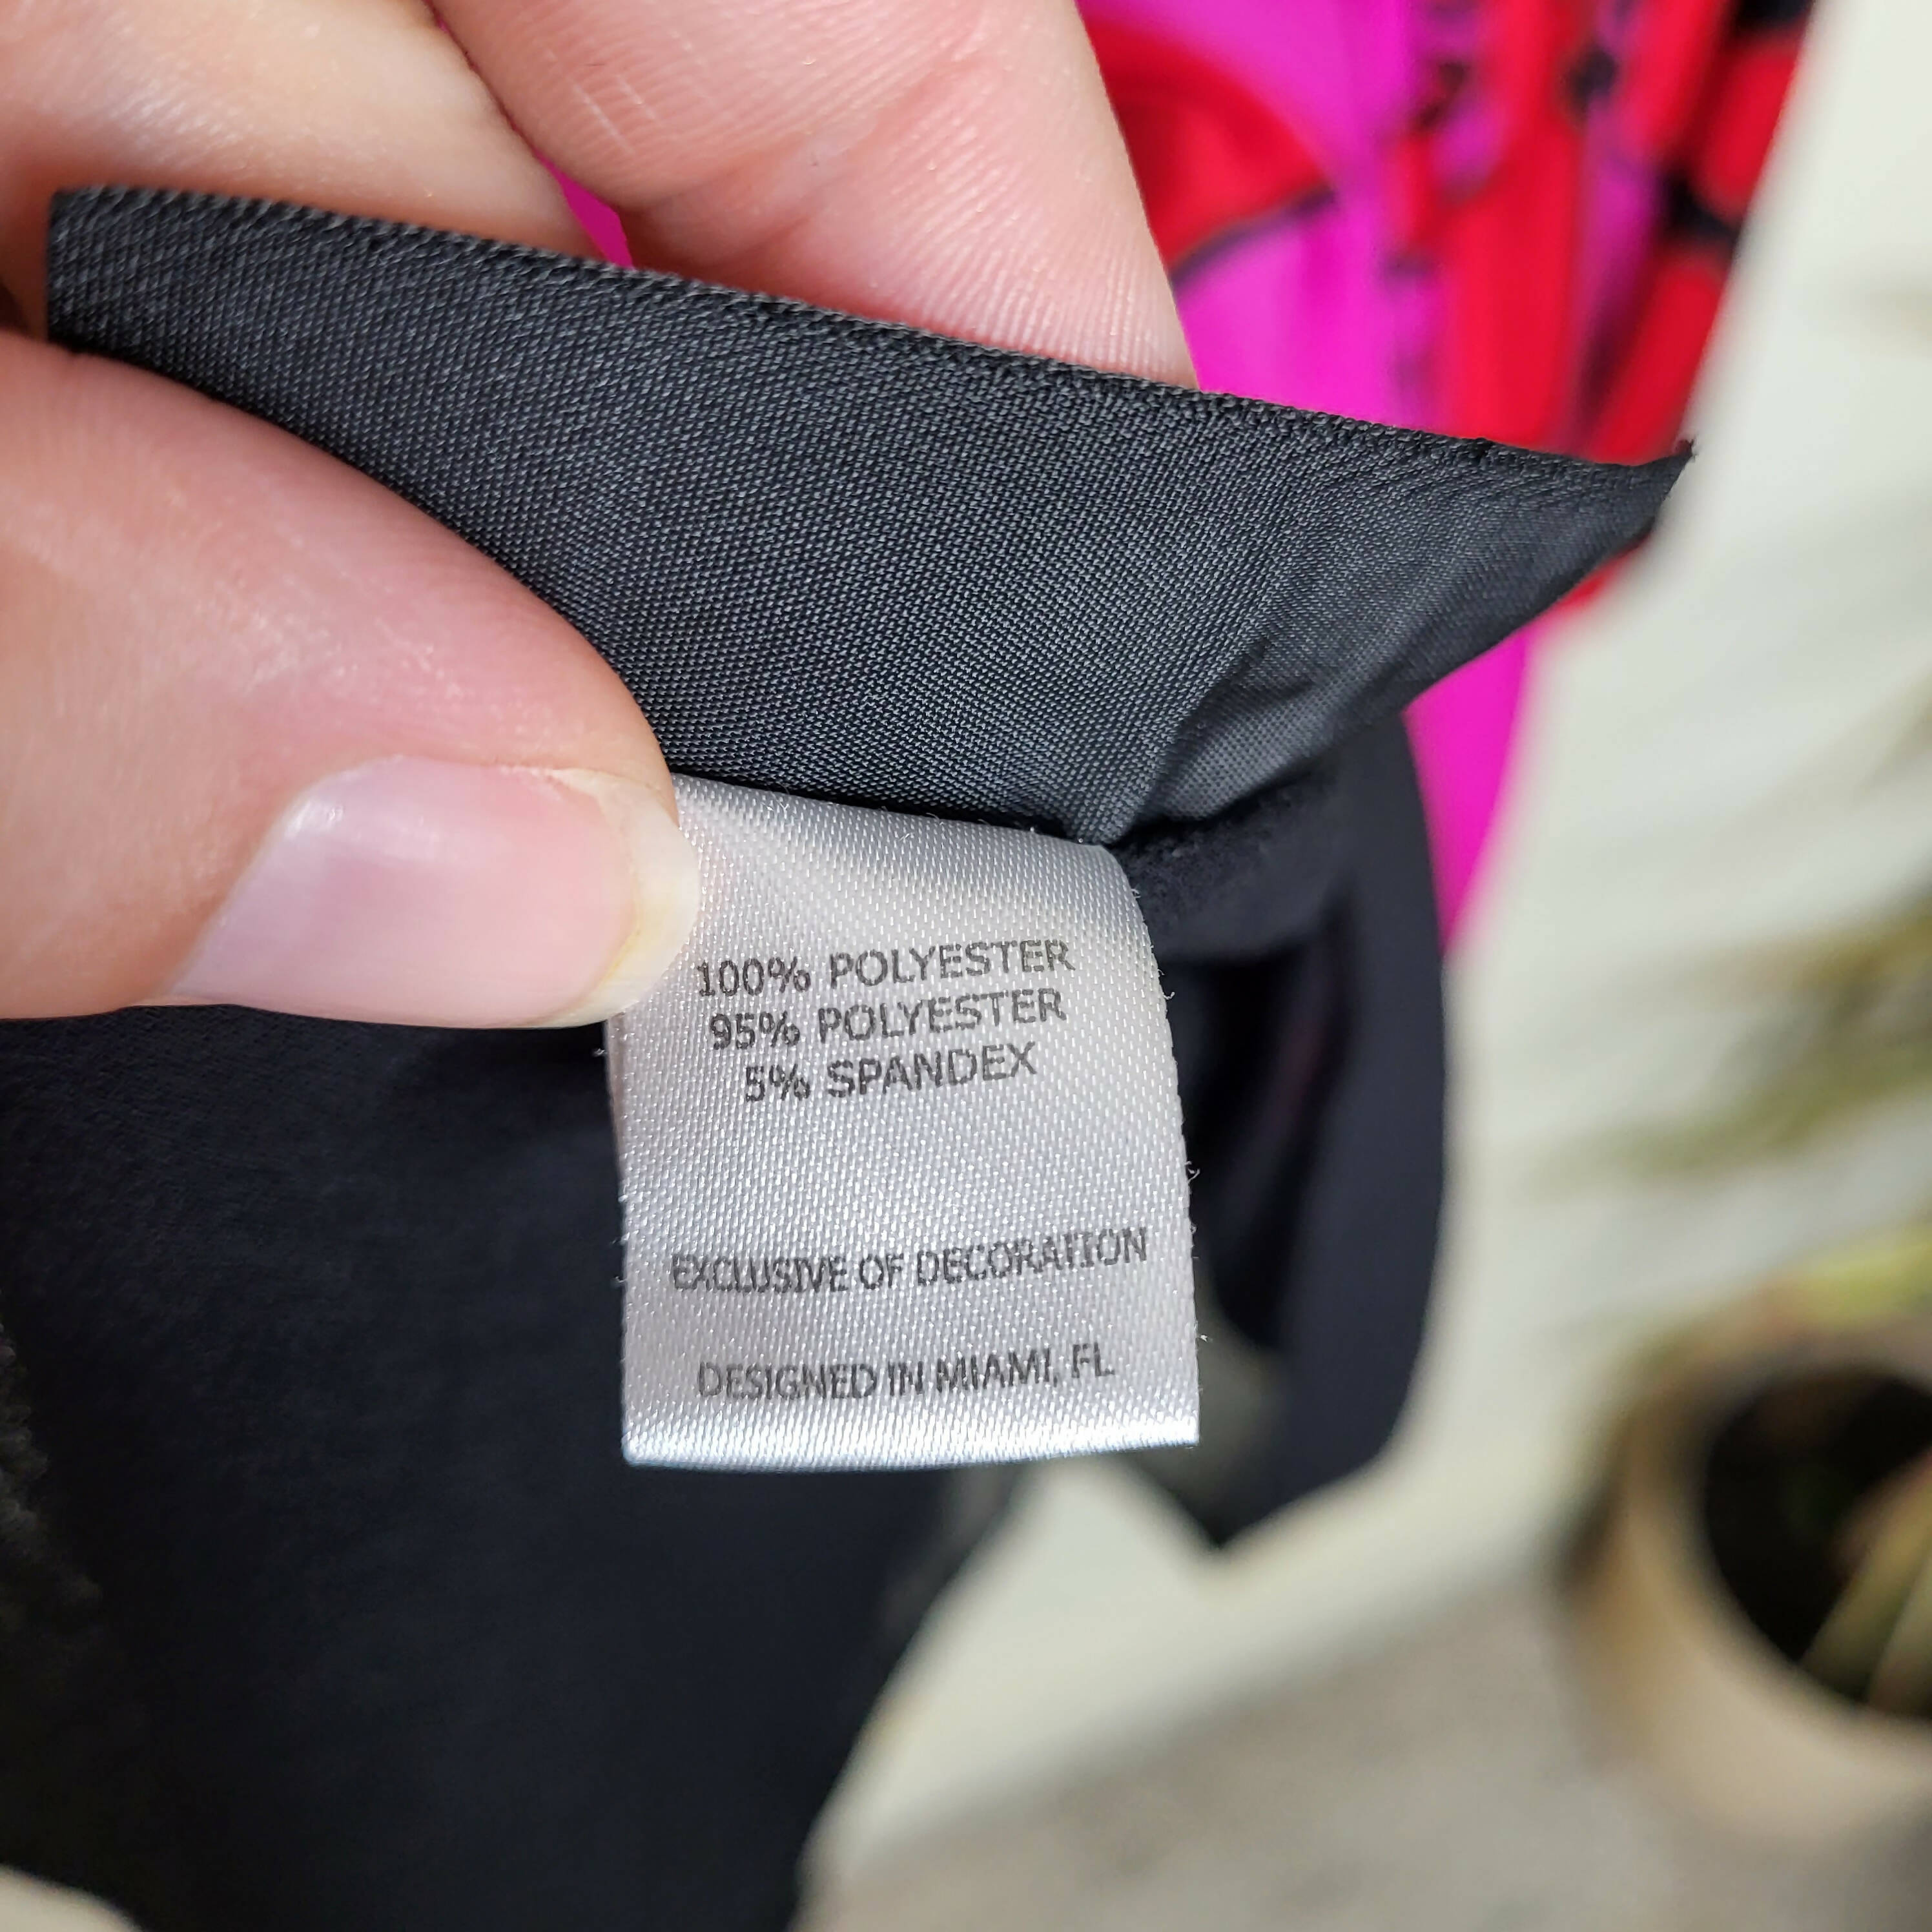 100% POLYESTER
95% POLYESTER
5% SPANDEX
EXCLUSIVE OF DECORATION
DESIGNED IN MIAMI, FL